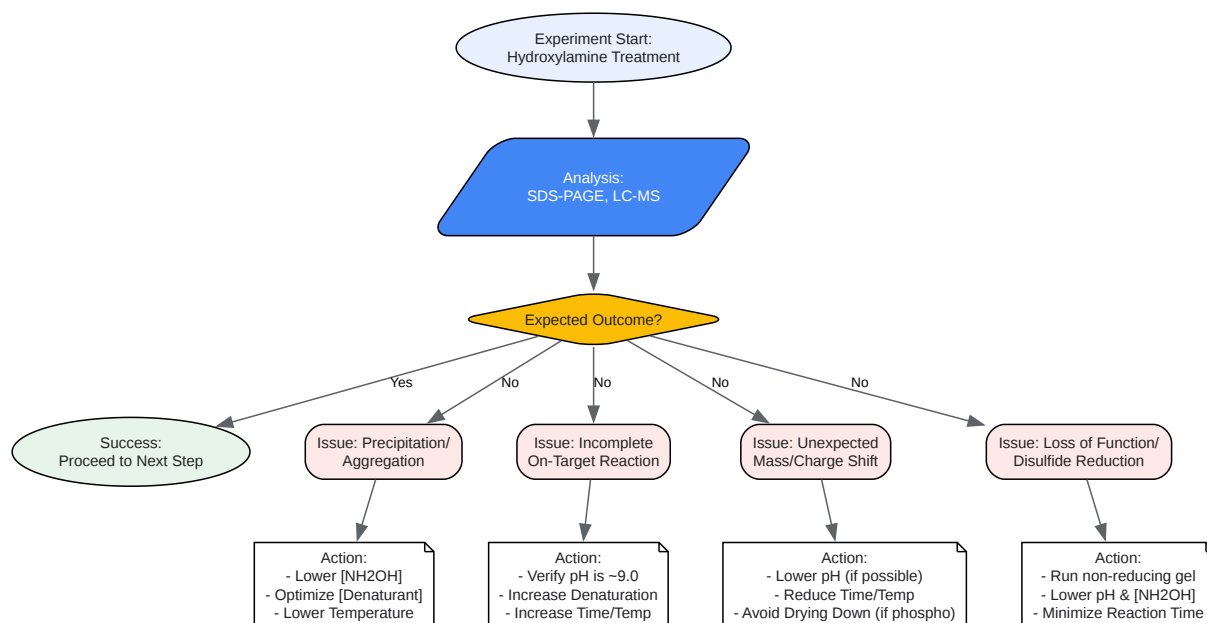 Experiment Start:
Hydroxylamine Treatment
Analysis:
SDS-PAGE, LC-MS
Expected Outcome?
Yes
No
No
No
No
Success:
Proceed to Next Step
Issue: Precipitation/
Aggregation
Issue: Incomplete
On-Target Reaction
Issue: Unexpected
Mass/Charge Shift
Issue: Loss of Function/
Disulfide Reduction
Action:
- Lower [NH2OH]
- Optimize [Denaturant]
- Lower Temperature
Action:
- Verify pH is ~9.0
- Increase Denaturation
- Increase Time/Temp
Action:
- Lower pH (if possible)
- Reduce Time/Temp
- Avoid Drying Down (if phospho)
Action:
- Run non-reducing gel
- Lower pH & [NH2OH]
- Minimize Reaction Time